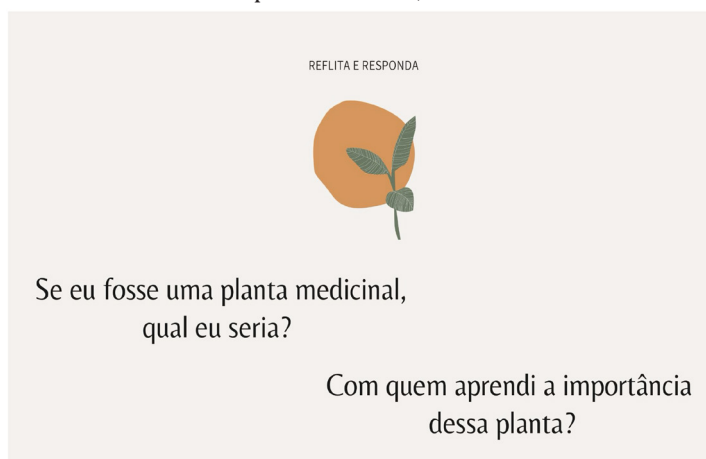 REFLITA E RESPONDA
Se eu fosse uma planta medicinal,
qual eu seria?
Com quem aprendi a importância
dessa planta?